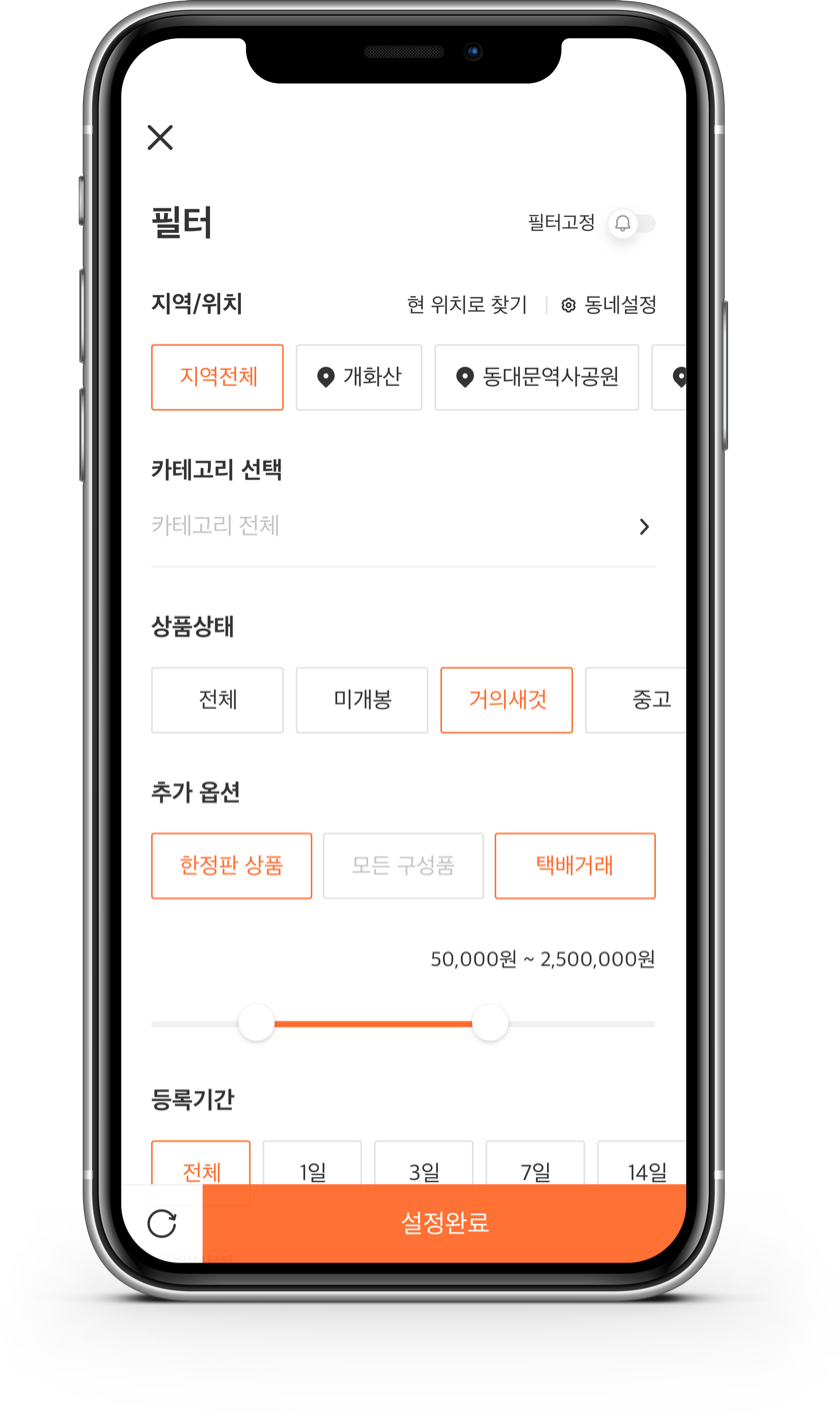 필터
필터고정
지역/위치
현 위치로 찾기
동네설정
지역전체
개화산
동대문역사공원
카테고리 선택
카테고리 전체
상품상태
전체
미개봉
거의새것
중고
추가 옵션
한정판 상품
모든 구성품
택배거래
50,000원 ~ 2,500,000원
등록기간
전체
1일
3일
7일
14일
설정완료